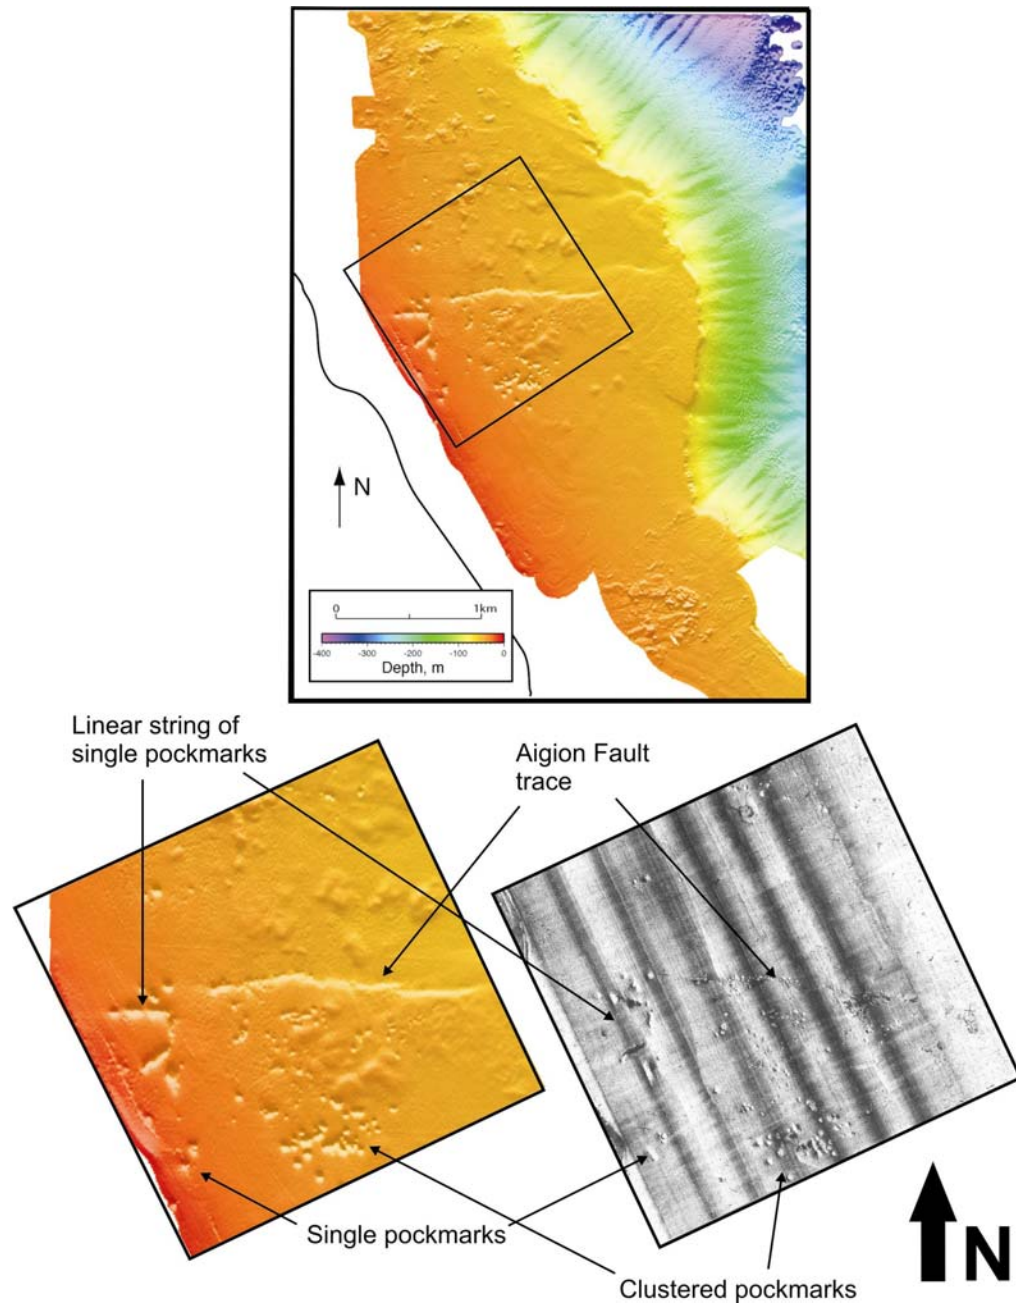 N
0 1km
-400 -300 -200 -100 0
Depth, m
Linear string of
single pockmarks
Aigion Fault
trace
Single pockmarks
Clustered pockmarks
N